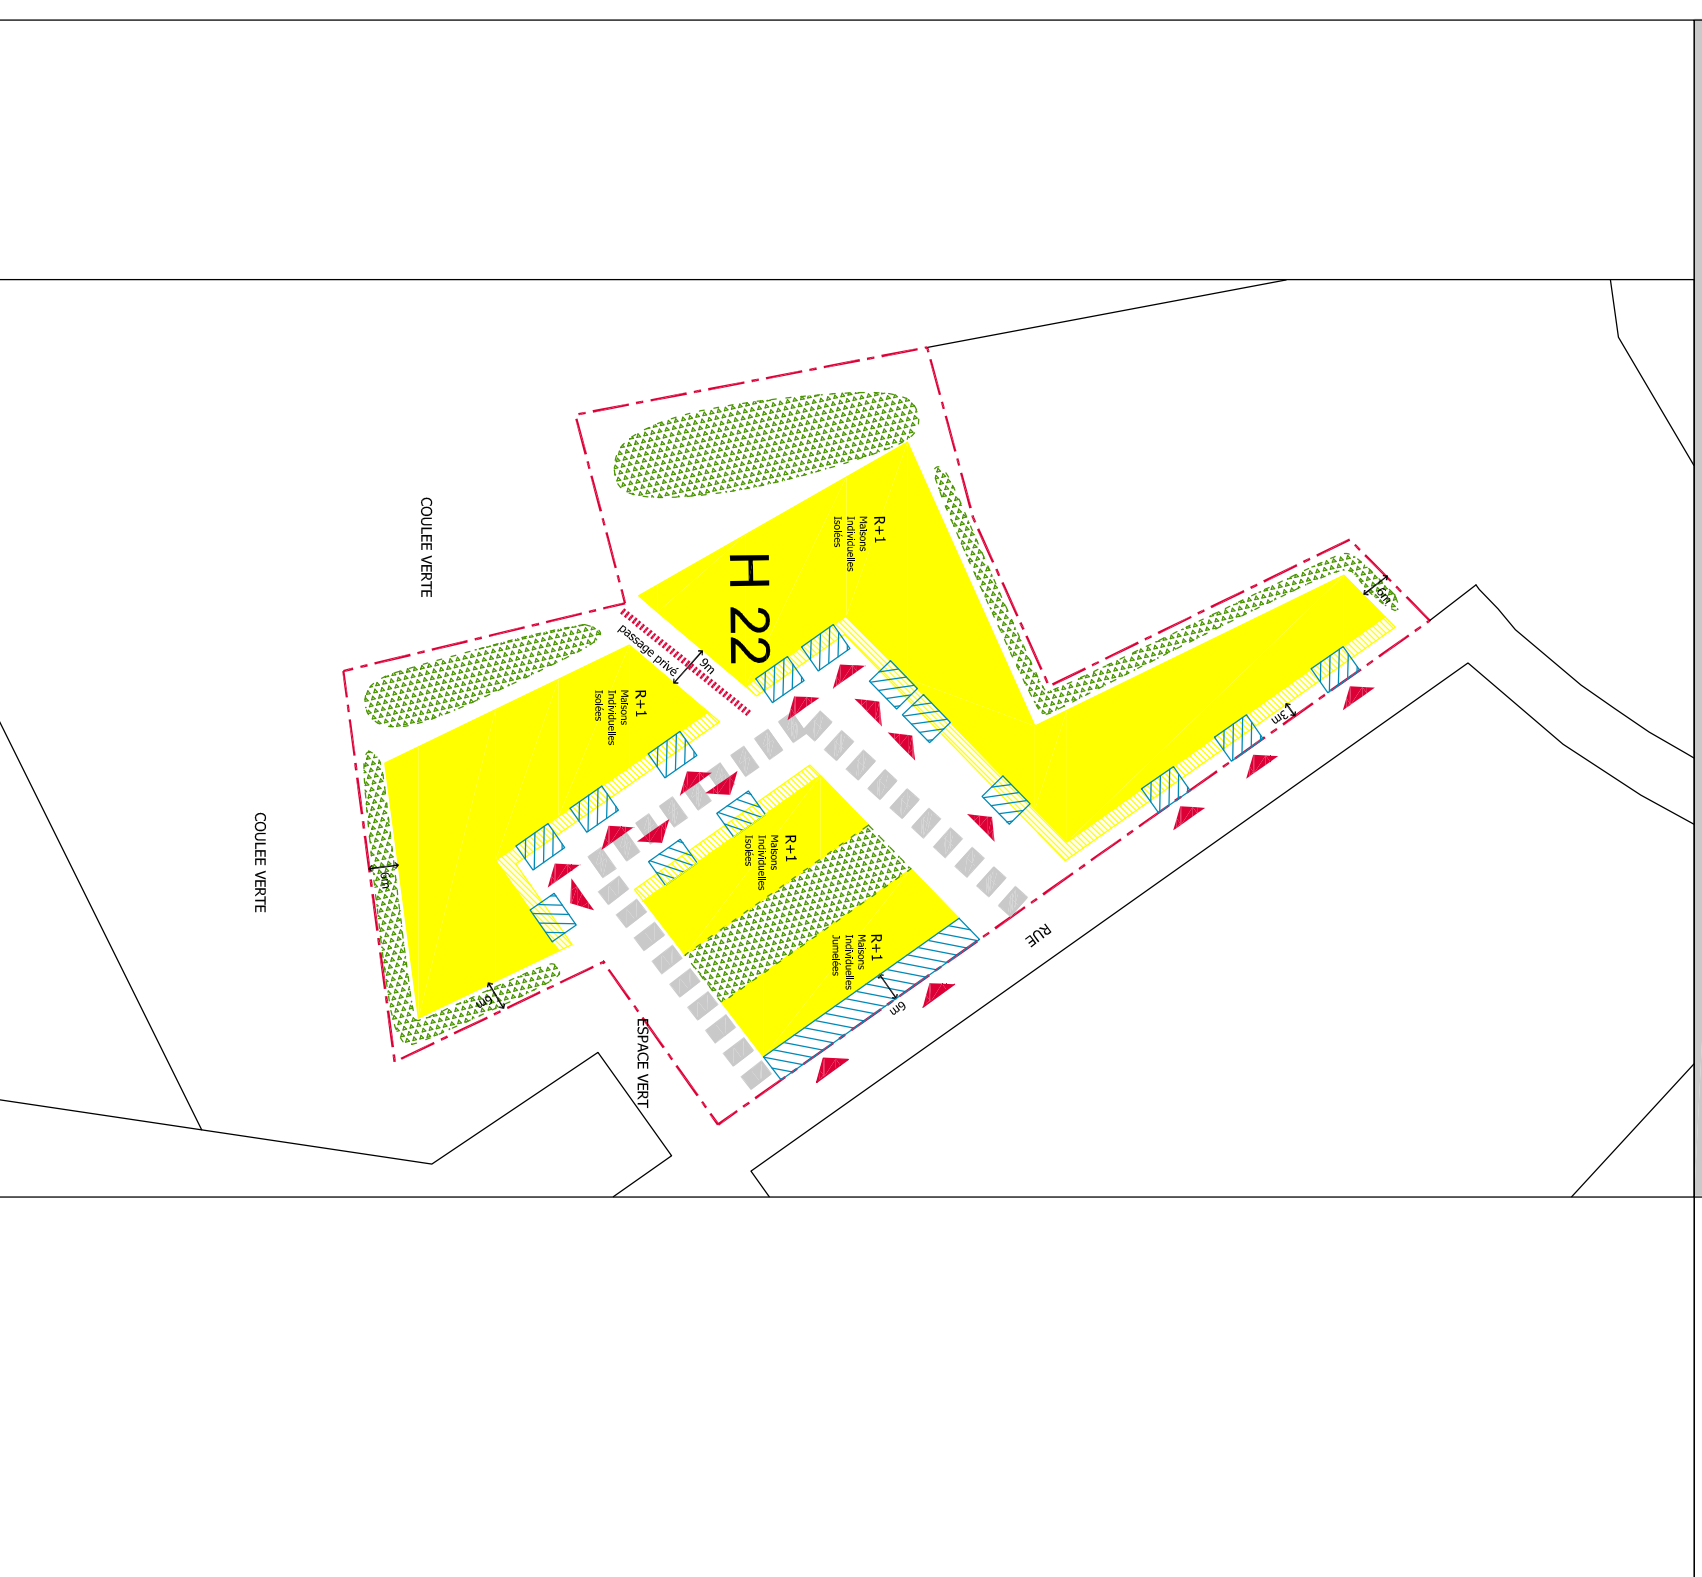 COULEE VERTE
R+1
Maisons
Individuelles
Isolées
H 22
6m
passage privé
9m
R+1
Maisons
Individuelles
Isolées
3m
COULEE VERTE
6m
R+1
Maisons
Individuelles
Isolées
RUE
R+1
Maisons
Individuelles
Jumelées
6m
6m
ESPACE VERT